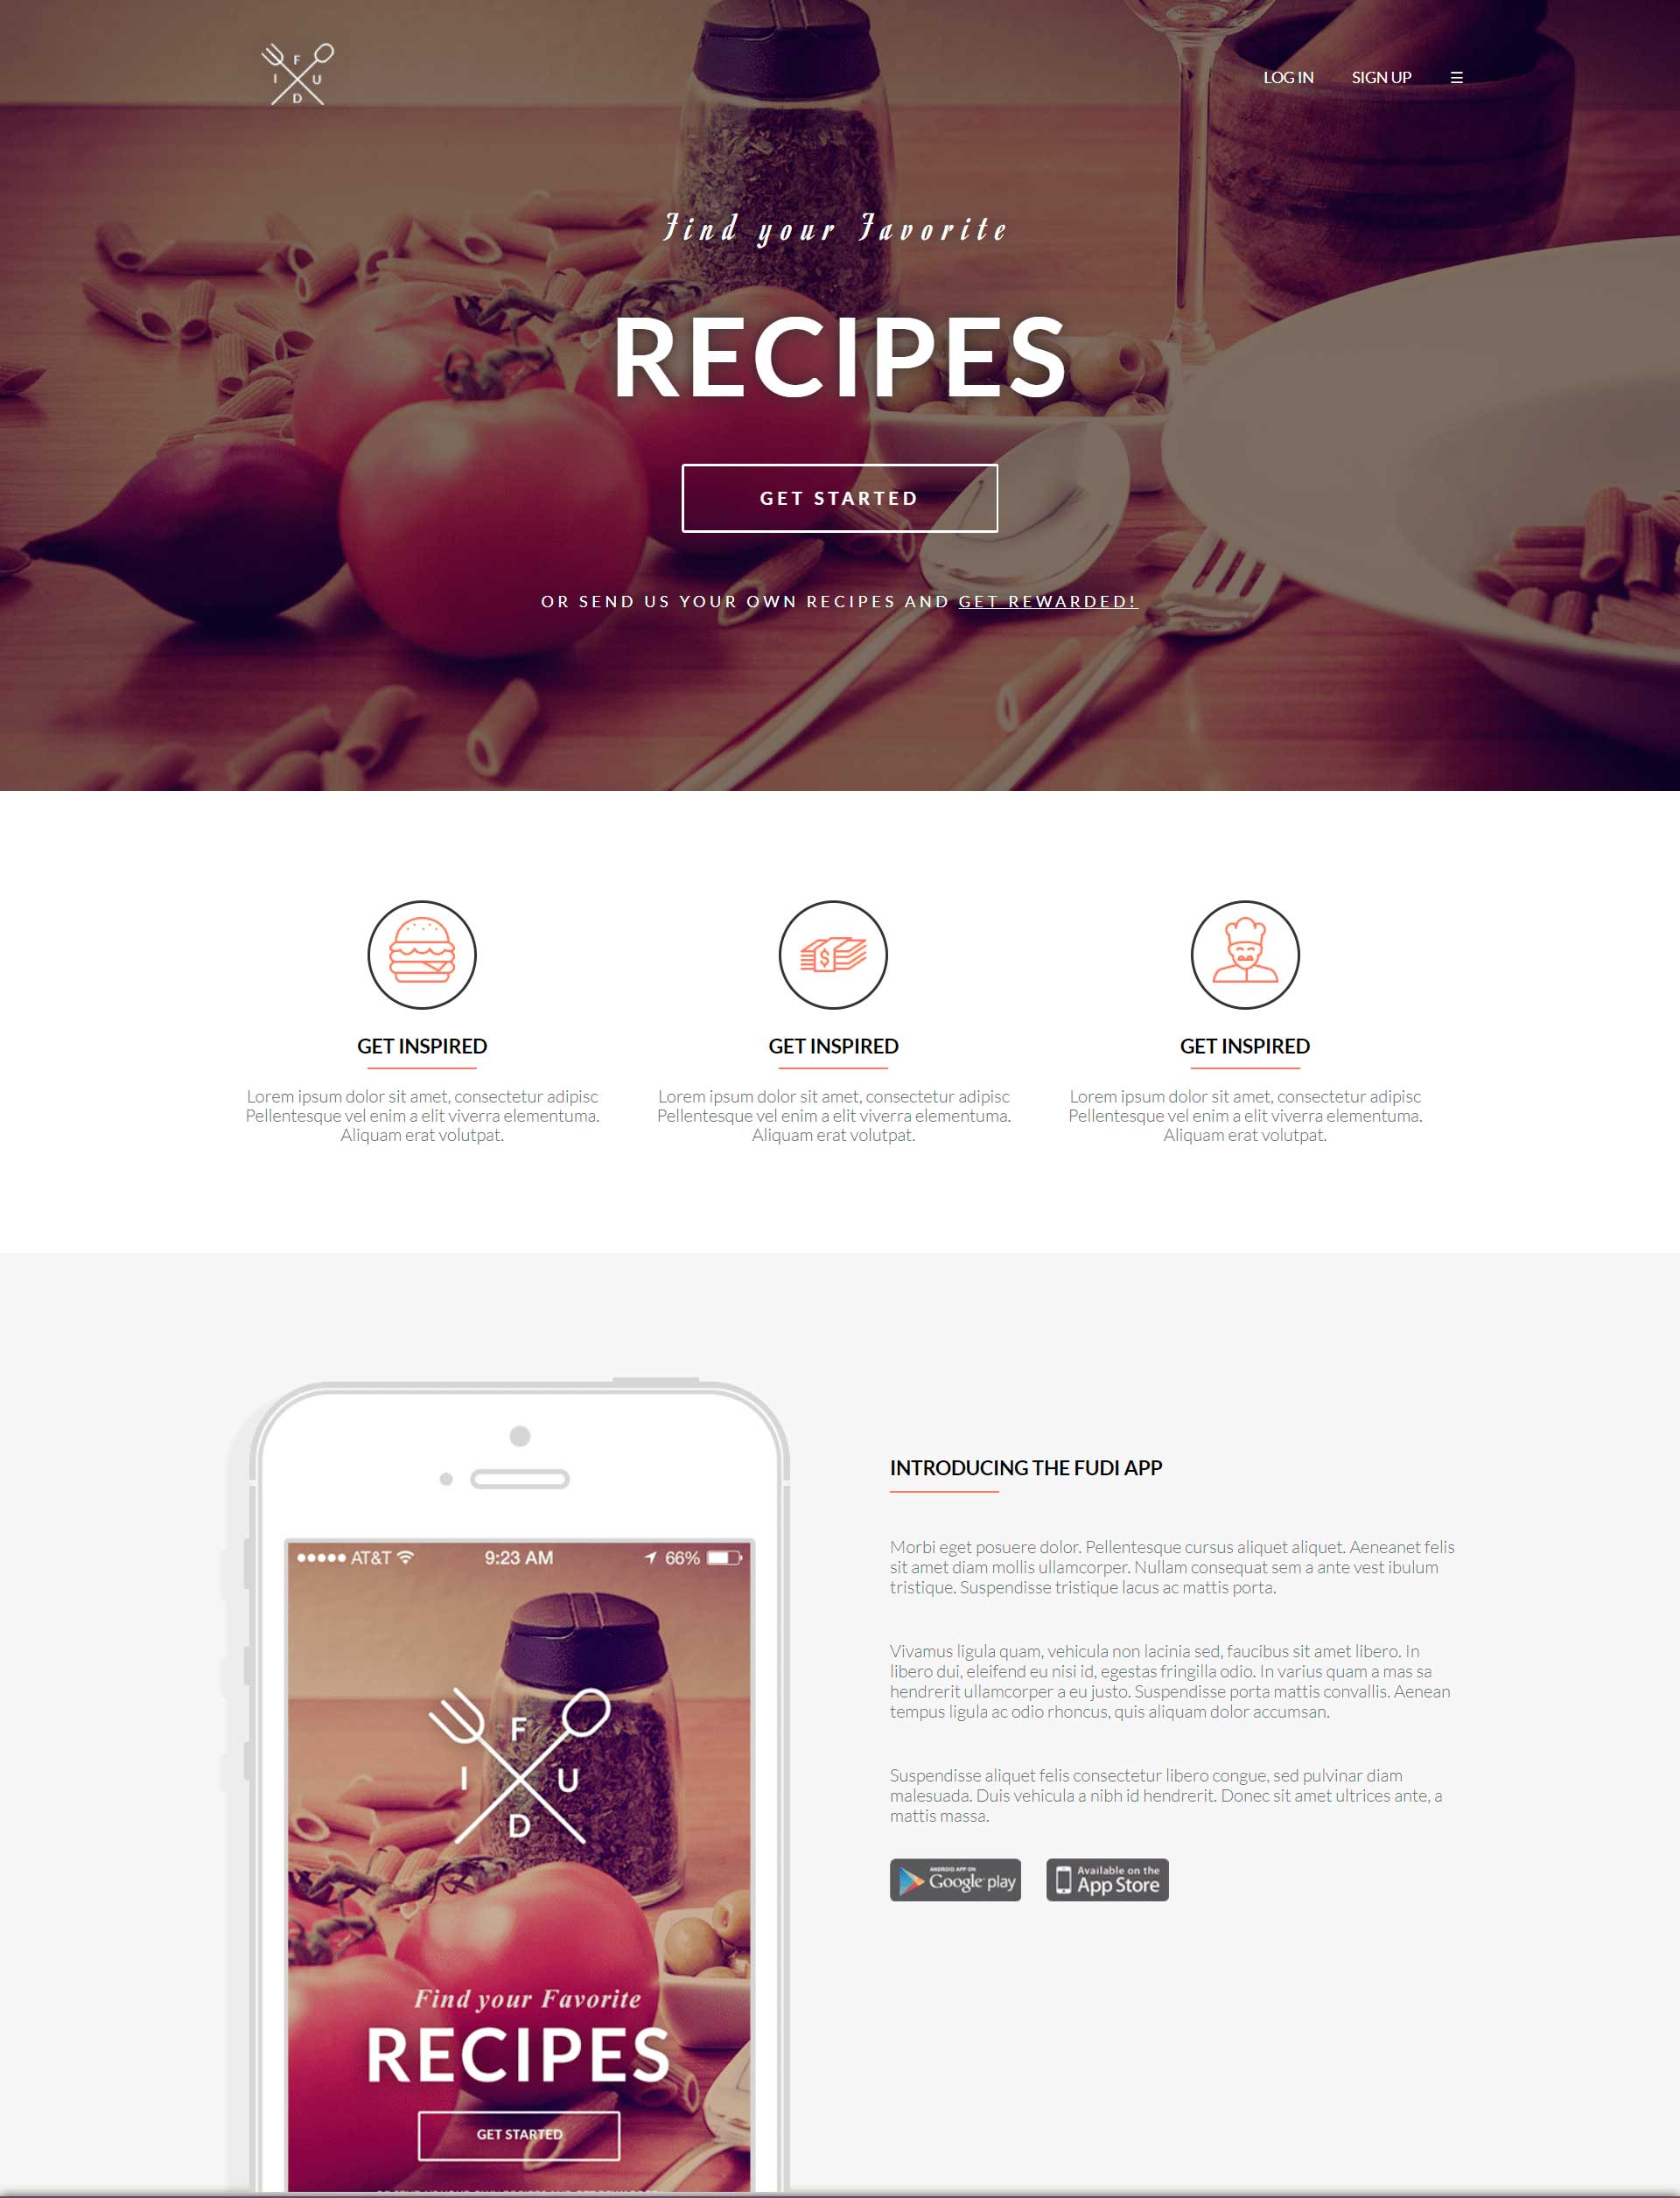 F
I U
D
LOG IN SIGN UP ☰
Find your Favorite
RECIPES
GET STARTED
OR SEND US YOUR OWN RECIPES AND GET REWARDED!
$
GET INSPIRED
Lorem ipsum dolor sit amet, consectetur adipisc
Pellentesque vel enim a elit viverra elementuma.
Aliquam erat volutpat.
GET INSPIRED
Lorem ipsum dolor sit amet, consectetur adipisc
Pellentesque vel enim a elit viverra elementuma.
Aliquam erat volutpat.
GET INSPIRED
Lorem ipsum dolor sit amet, consectetur adipisc
Pellentesque vel enim a elit viverra elementuma.
Aliquam erat volutpat.
AT&T 9:23 AM 66%
F
I U
D
Find your Favorite
RECIPES
GET STARTED
INTRODUCING THE FUDI APP
Morbi eget posuere dolor. Pellentesque cursus aliquet aliquet. Aeneanet felis
sit amet diam mollis ullamcorper. Nullam consequat sem a ante vest ibulum
tristique. Suspendisse tristique lacus ac mattis porta.
Vivamus ligula quam, vehicula non lacinia sed, faucibus sit amet libero. In
libero dui, eleifend eu nisi id, egestas fringilla odio. In varius quam a mas sa
hendrerit ullamcorper a eu justo. Suspendisse porta mattis convallis. Aenean
tempus ligula ac odio rhoncus, quis aliquam dolor accumsan.
Suspendisse aliquet felis consectetur libero congue, sed pulvinar diam
malesuada. Duis vehicula a nibh id hendrerit. Donec sit amet ultrices ante, a
mattis massa.
ANDROID APP ON
Google play
Available on the
App Store